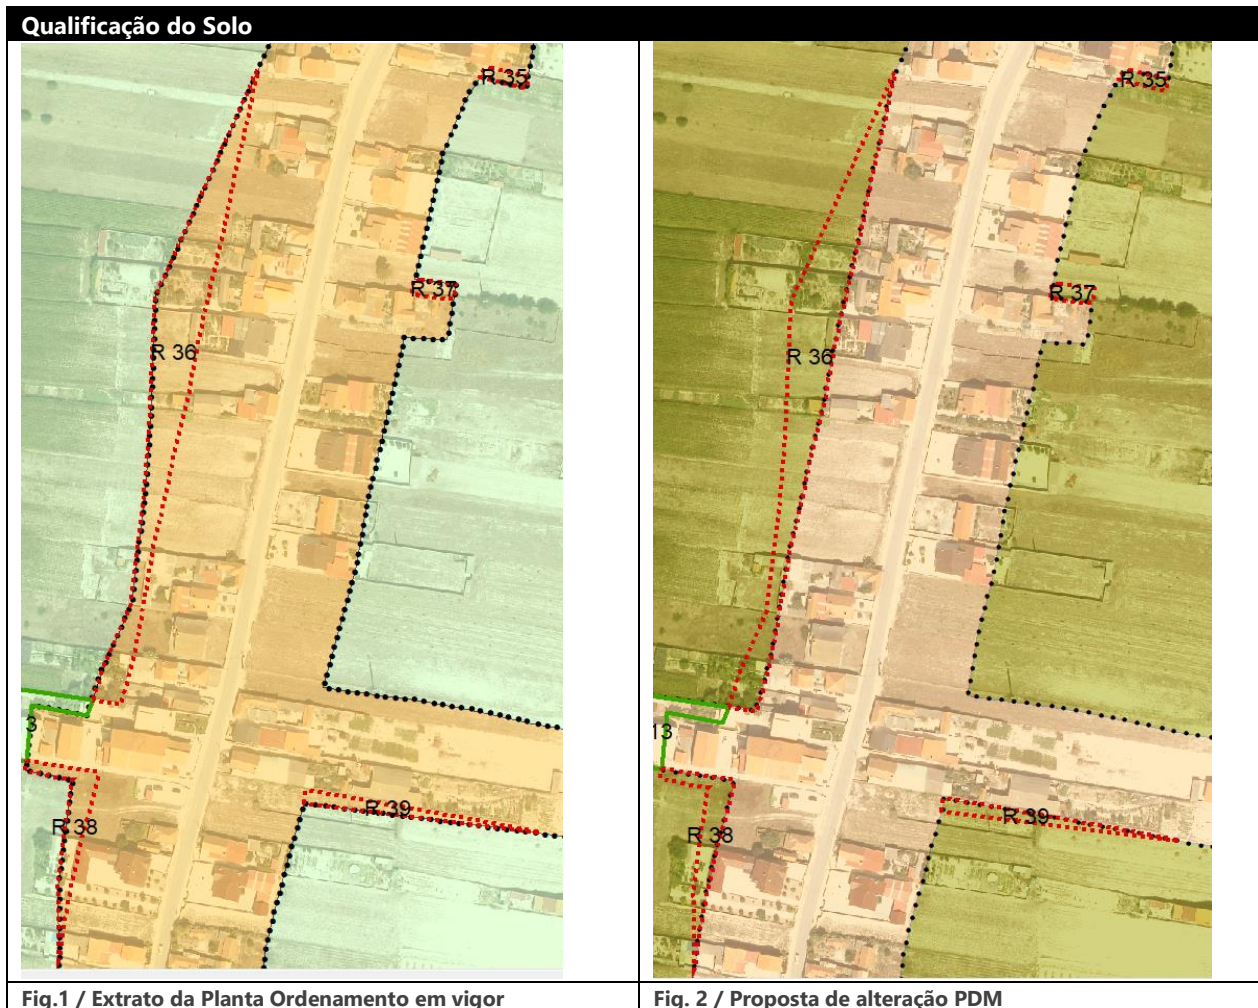 Qualificação do Solo
R 35
R 37
R 36
3
R 39
R 38
R 35
R 37
R 36
13
R 39
R 38
Fig.1 / Extrato da Planta Ordenamento em vigor
Fig. 2 / Proposta de alteração PDM